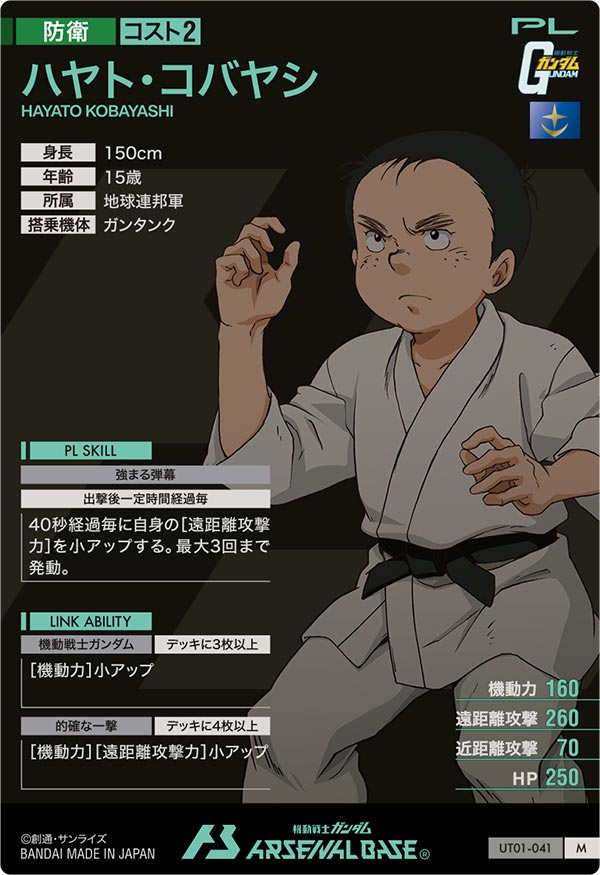 防衛 コスト2
PL
ハヤト・コバヤシ
HAYATO KOBAYASHI
機動戦士
ガンダム
GUNDAM
身長 150cm
年齢 15歳
所属 地球連邦軍
搭乗機体 ガンタンク
PL SKILL
強まる弾幕
出撃後一定時間経過毎
40秒経過毎に自身の[遠距離攻撃
力]を小アップする。最大3回まで
発動。
LINK ABILITY
機動戦士ガンダム デッキに3枚以上
[機動力]小アップ
的確な一撃 デッキに4枚以上
[機動力][遠距離攻撃力]小アップ
機動力 160
遠距離攻撃 260
近距離攻撃 70
HP 250
©創通・サンライズ
BANDAI MADE IN JAPAN
機動戦士ガンダム
ARSENAL BASE®
UT01-041 M